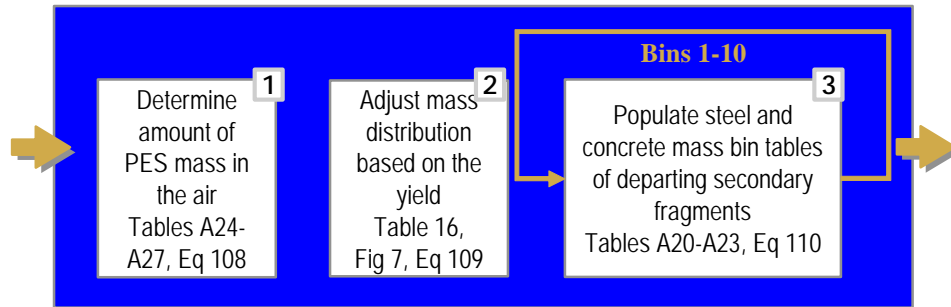 Bins 1-10
1
Determine
amount of
PES mass in
the air
Tables A24-
A27, Eq 108
2
Adjust mass
distribution
based on the
yield
Table 16,
Fig 7, Eq 109
3
Populate steel and
concrete mass bin tables
of departing secondary
fragments
Tables A20-A23, Eq 110